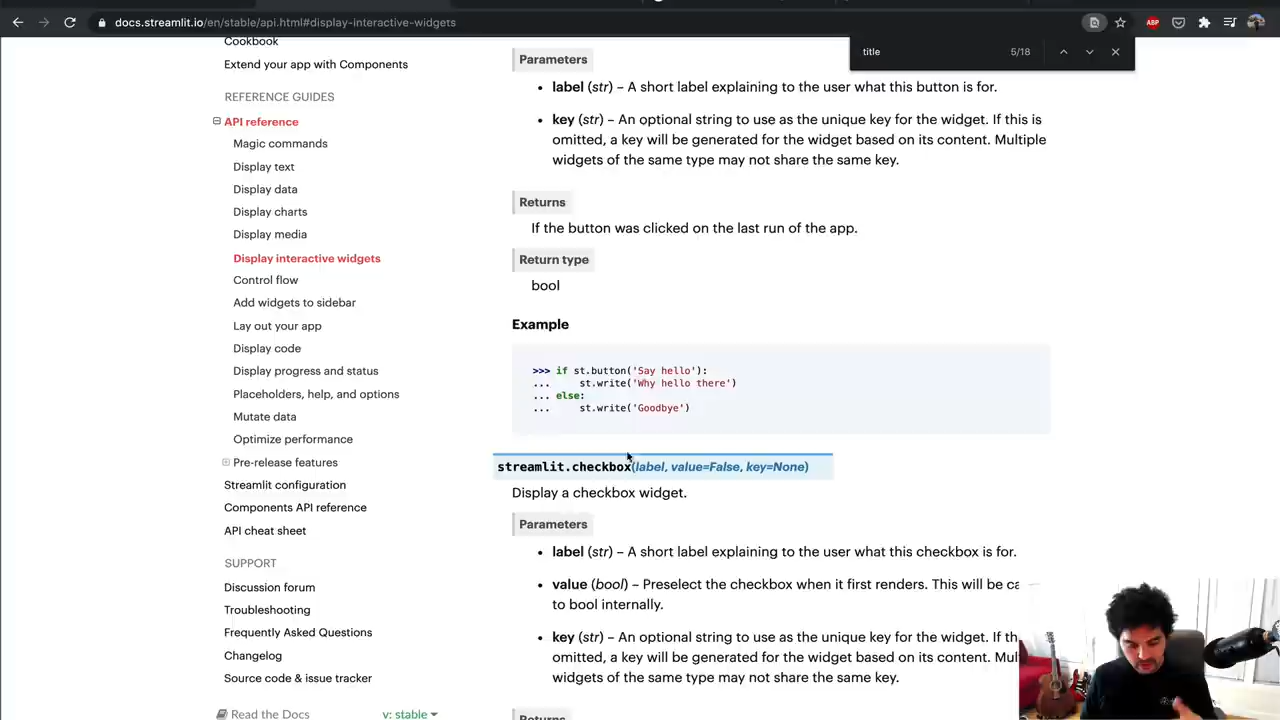 docs.streamlit.io/en/stable/api.html#display-interactive-widgets
ABP
title
5/18
Cookbook
Extend your app with Components
REFERENCE GUIDES
API reference
Magic commands
Display text
Display data
Display charts
Display media
Display interactive widgets
Control flow
Add widgets to sidebar
Lay out your app
Display code
Display progress and status
Placeholders, help, and options
Mutate data
Optimize performance
Pre-release features
Streamlit configuration
Components API reference
API cheat sheet
SUPPORT
Discussion forum
Troubleshooting
Frequently Asked Questions
Changelog
Source code & issue tracker
Read the Docs
v: stable
Parameters
• label (str) – A short label explaining to the user what this button is for.
• key (str) – An optional string to use as the unique key for the widget. If this is
omitted, a key will be generated for the widget based on its content. Multiple
widgets of the same type may not share the same key.
Returns
If the button was clicked on the last run of the app.
Return type
bool
Example
>>> if st.button('Say hello'):
... st.write('Why hello there')
... else:
... st.write('Goodbye')
streamlit.checkbox(label, value=False, key=None)
Display a checkbox widget.
Parameters
• label (str) – A short label explaining to the user what this checkbox is for.
• value (bool) – Preselect the checkbox when it first renders. This will be ca
to bool internally.
• key (str) – An optional string to use as the unique key for the widget. If th
omitted, a key will be generated for the widget based on its content. Mul
widgets of the same type may not share the same key.
Returns